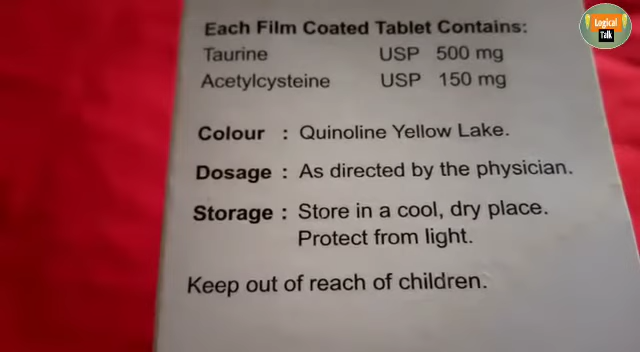 Logical
Talk
Each Film Coated Tablet Contains:
Taurine USP 500 mg
Acetylcysteine USP 150 mg
Colour : Quinoline Yellow Lake.
Dosage : As directed by the physician.
Storage : Store in a cool, dry place.
Protect from light.
Keep out of reach of children.